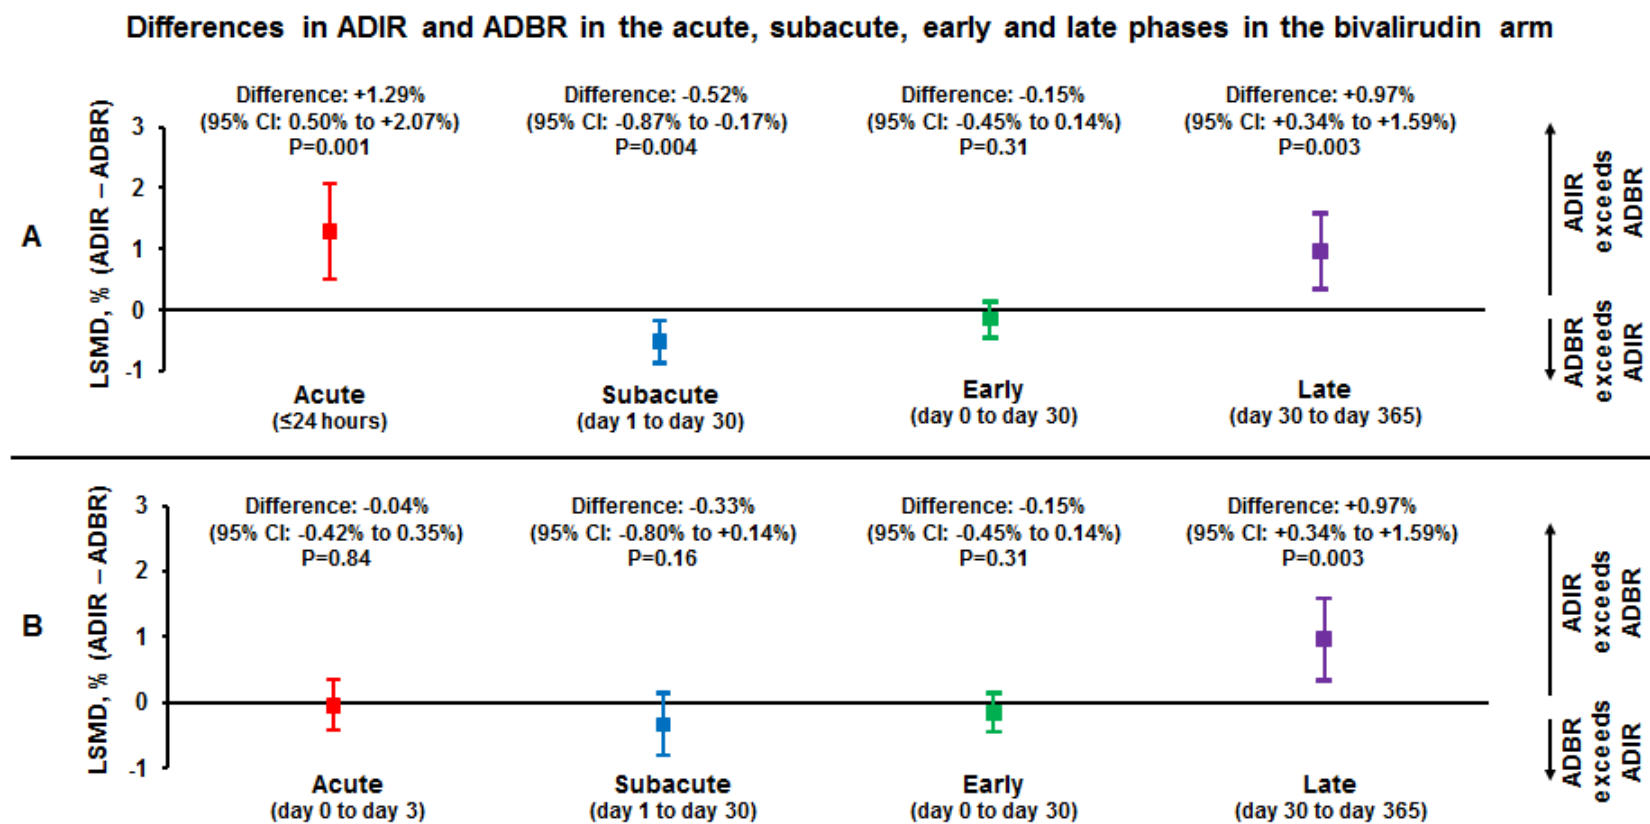 Differences in ADIR and ADBR in the acute, subacute, early and late phases in the bivalirudin arm
A
LSMD, % (ADIR – ADBR)
3
2
1
0
-1
Difference: +1.29%
(95% CI: 0.50% to +2.07%)
P=0.001
Difference: -0.52%
(95% CI: -0.87% to -0.17%)
P=0.004
Difference: -0.15%
(95% CI: -0.45% to 0.14%)
P=0.31
Difference: +0.97%
(95% CI: +0.34% to +1.59%)
P=0.003
Acute
(≤24 hours)
Subacute
(day 1 to day 30)
Early
(day 0 to day 30)
Late
(day 30 to day 365)
ADIR
exceeds
ADBR
ADBR
exceeds
ADIR
B
LSMD, % (ADIR – ADBR)
3
2
1
0
-1
Difference: -0.04%
(95% CI: -0.42% to 0.35%)
P=0.84
Difference: -0.33%
(95% CI: -0.80% to +0.14%)
P=0.16
Difference: -0.15%
(95% CI: -0.45% to 0.14%)
P=0.31
Difference: +0.97%
(95% CI: +0.34% to +1.59%)
P=0.003
Acute
(day 0 to day 3)
Subacute
(day 1 to day 30)
Early
(day 0 to day 30)
Late
(day 30 to day 365)
ADIR
exceeds
ADBR
ADBR
exceeds
ADIR